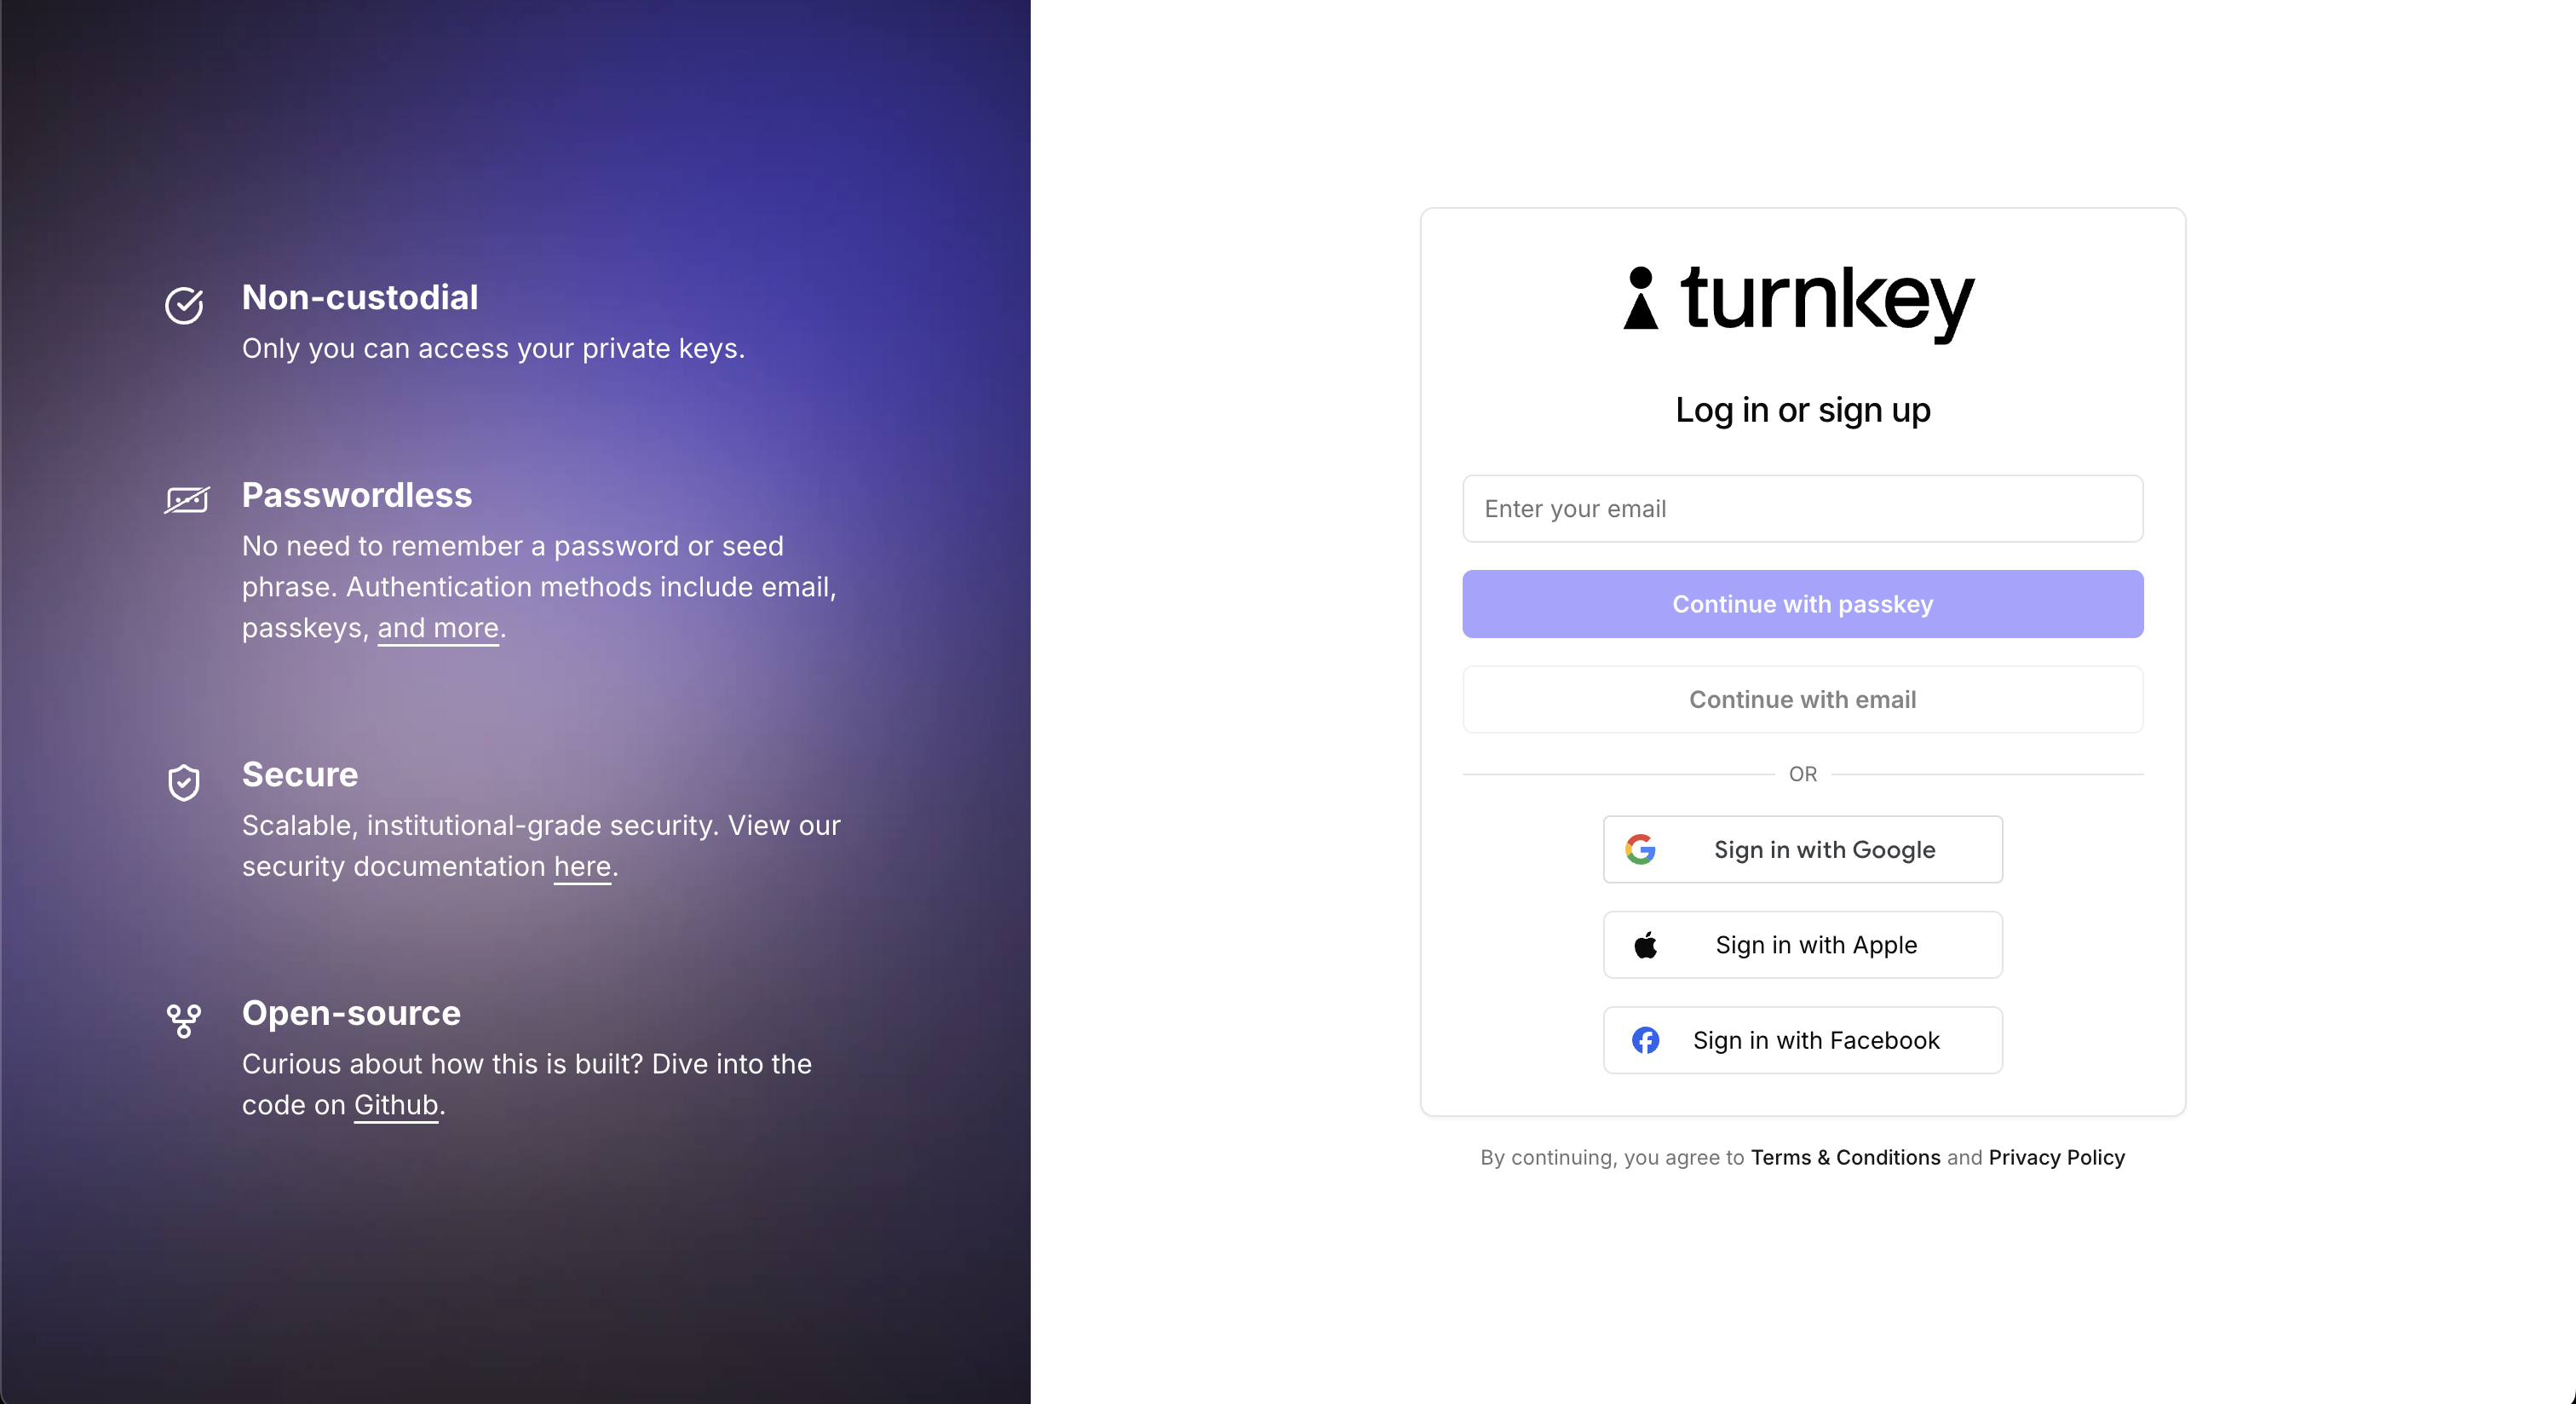 Non-custodial
Only you can access your private keys.
Passwordless
No need to remember a password or seed
phrase. Authentication methods include email,
passkeys, and more.
Secure
Scalable, institutional-grade security. View our
security documentation here.
Open-source
Curious about how this is built? Dive into the
code on Github.
turnkey
Log in or sign up
Enter your email
Continue with passkey
Continue with email
OR
Sign in with Google
Sign in with Apple
Sign in with Facebook
By continuing, you agree to Terms & Conditions and Privacy Policy